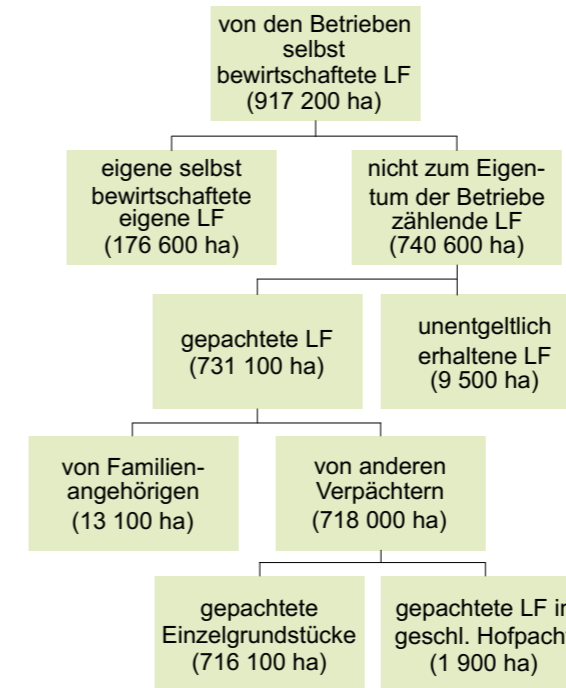 von den Betrieben
selbst
bewirtschaftete LF
(917 200 ha)
eigene selbst
bewirtschaftete
eigene LF
(176 600 ha)
nicht zum Eigen-
tum der Betriebe
zählende LF
(740 600 ha)
gepachtete LF
(731 100 ha)
unentgeltlich
erhaltene LF
(9 500 ha)
von Familien-
angehörigen
(13 100 ha)
von anderen
Verpächtern
(718 000 ha)
gepachtete
Einzelgrundstücke
(716 100 ha)
gepachtete LF in
geschl. Hofpacht
(1 900 ha)